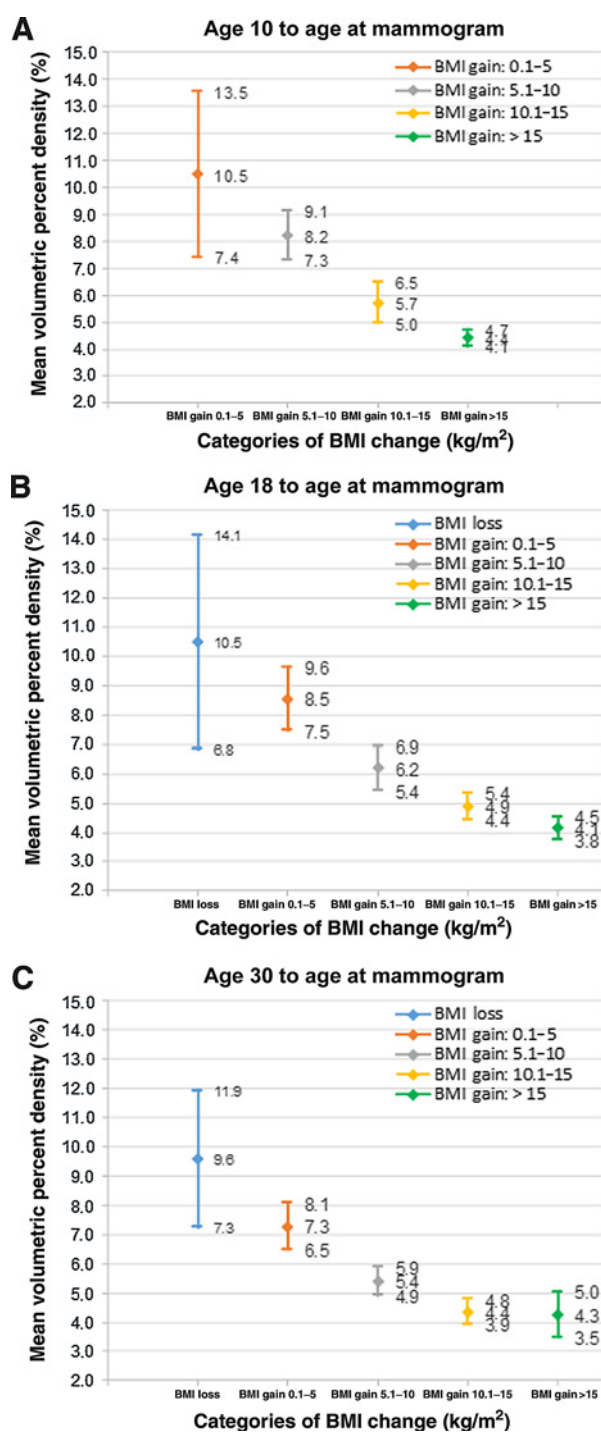 A
Age 10 to age at mammogram
Mean volumetric percent density (%)
15.0
14.0
13.0
12.0
11.0
10.0
9.0
8.0
7.0
6.0
5.0
4.0
3.0
2.0
BMI gain: 0.1–5
BMI gain: 5.1–10
BMI gain: 10.1–15
BMI gain: > 15
13.5
10.5
7.4
9.1
8.2
7.3
6.5
5.7
5.0
4.7
4.4
4.1
BMI gain 0.1–5 BMI gain 5.1–10 BMI gain 10.1–15 BMI gain >15
Categories of BMI change (kg/m²)
B
Age 18 to age at mammogram
Mean volumetric percent density (%)
15.0
14.0
13.0
12.0
11.0
10.0
9.0
8.0
7.0
6.0
5.0
4.0
3.0
2.0
BMI loss
BMI gain: 0.1–5
BMI gain: 5.1–10
BMI gain: 10.1–15
BMI gain: > 15
14.1
10.5
6.8
9.6
8.5
7.5
6.9
6.2
5.4
5.4
4.9
4.4
4.5
4.1
3.8
BMI loss BMI gain 0.1–5 BMI gain 5.1–10 BMI gain 10.1–15 BMI gain >15
Categories of BMI change (kg/m²)
C
Age 30 to age at mammogram
Mean volumetric percent density (%)
15.0
14.0
13.0
12.0
11.0
10.0
9.0
8.0
7.0
6.0
5.0
4.0
3.0
2.0
BMI loss
BMI gain: 0.1–5
BMI gain: 5.1–10
BMI gain: 10.1–15
BMI gain: > 15
11.9
9.6
7.3
8.1
7.3
6.5
5.9
5.4
4.9
4.8
4.4
3.9
5.0
4.3
3.5
BMI loss BMI gain 0.1–5 BMI gain 5.1–10 BMI gain 10.1–15 BMI gain >15
Categories of BMI change (kg/m²)